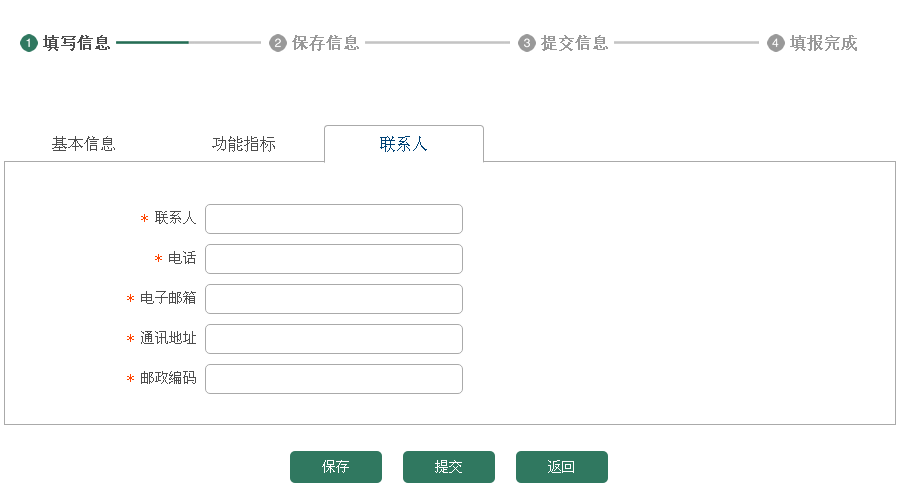 1 填写信息 2 保存信息 3 提交信息 4 填报完成
基本信息 功能指标 联系人
* 联系人
* 电话
* 电子邮箱
* 通讯地址
* 邮政编码
保存 提交 返回